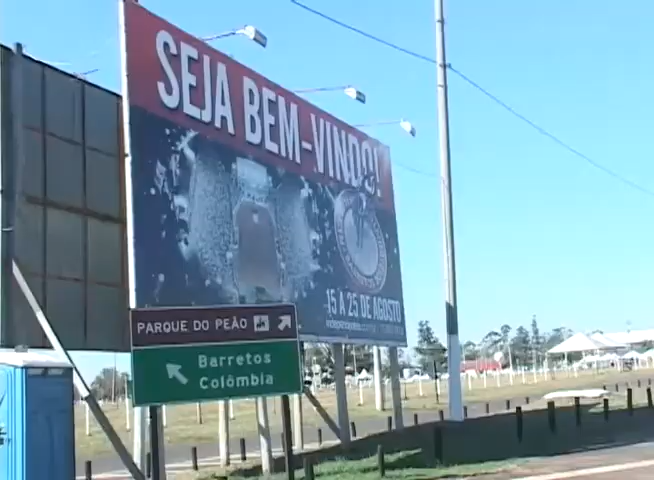 SEJA BEM-VINDO!
15 A 25 DE AGOSTO
PARQUE DO PEÃO
Barretos
Colômbia